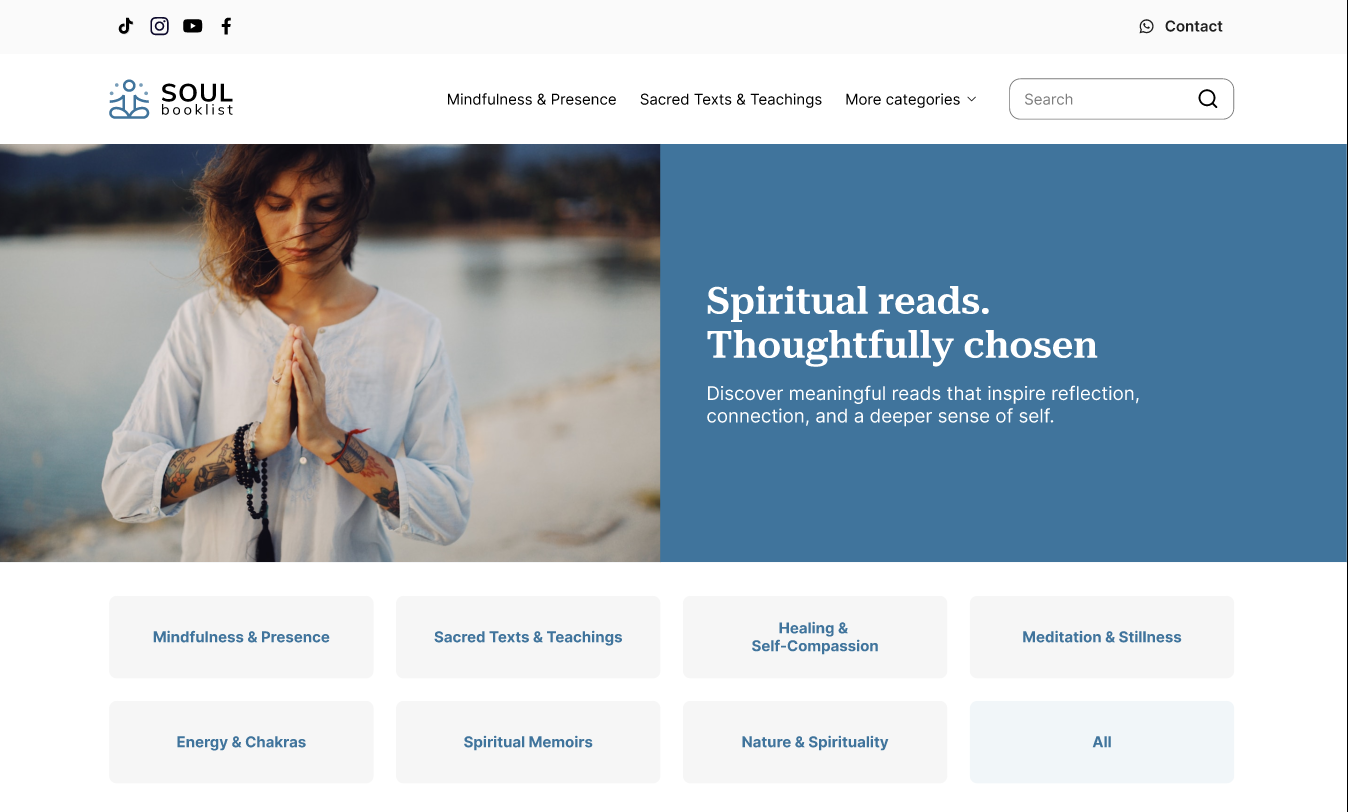 Contact
SOUL
booklist
Mindfulness & Presence
Sacred Texts & Teachings
More categories
Search
Spiritual reads.
Thoughtfully chosen
Discover meaningful reads that inspire reflection,
connection, and a deeper sense of self.
Mindfulness & Presence
Sacred Texts & Teachings
Healing &
Self-Compassion
Meditation & Stillness
Energy & Chakras
Spiritual Memoirs
Nature & Spirituality
All